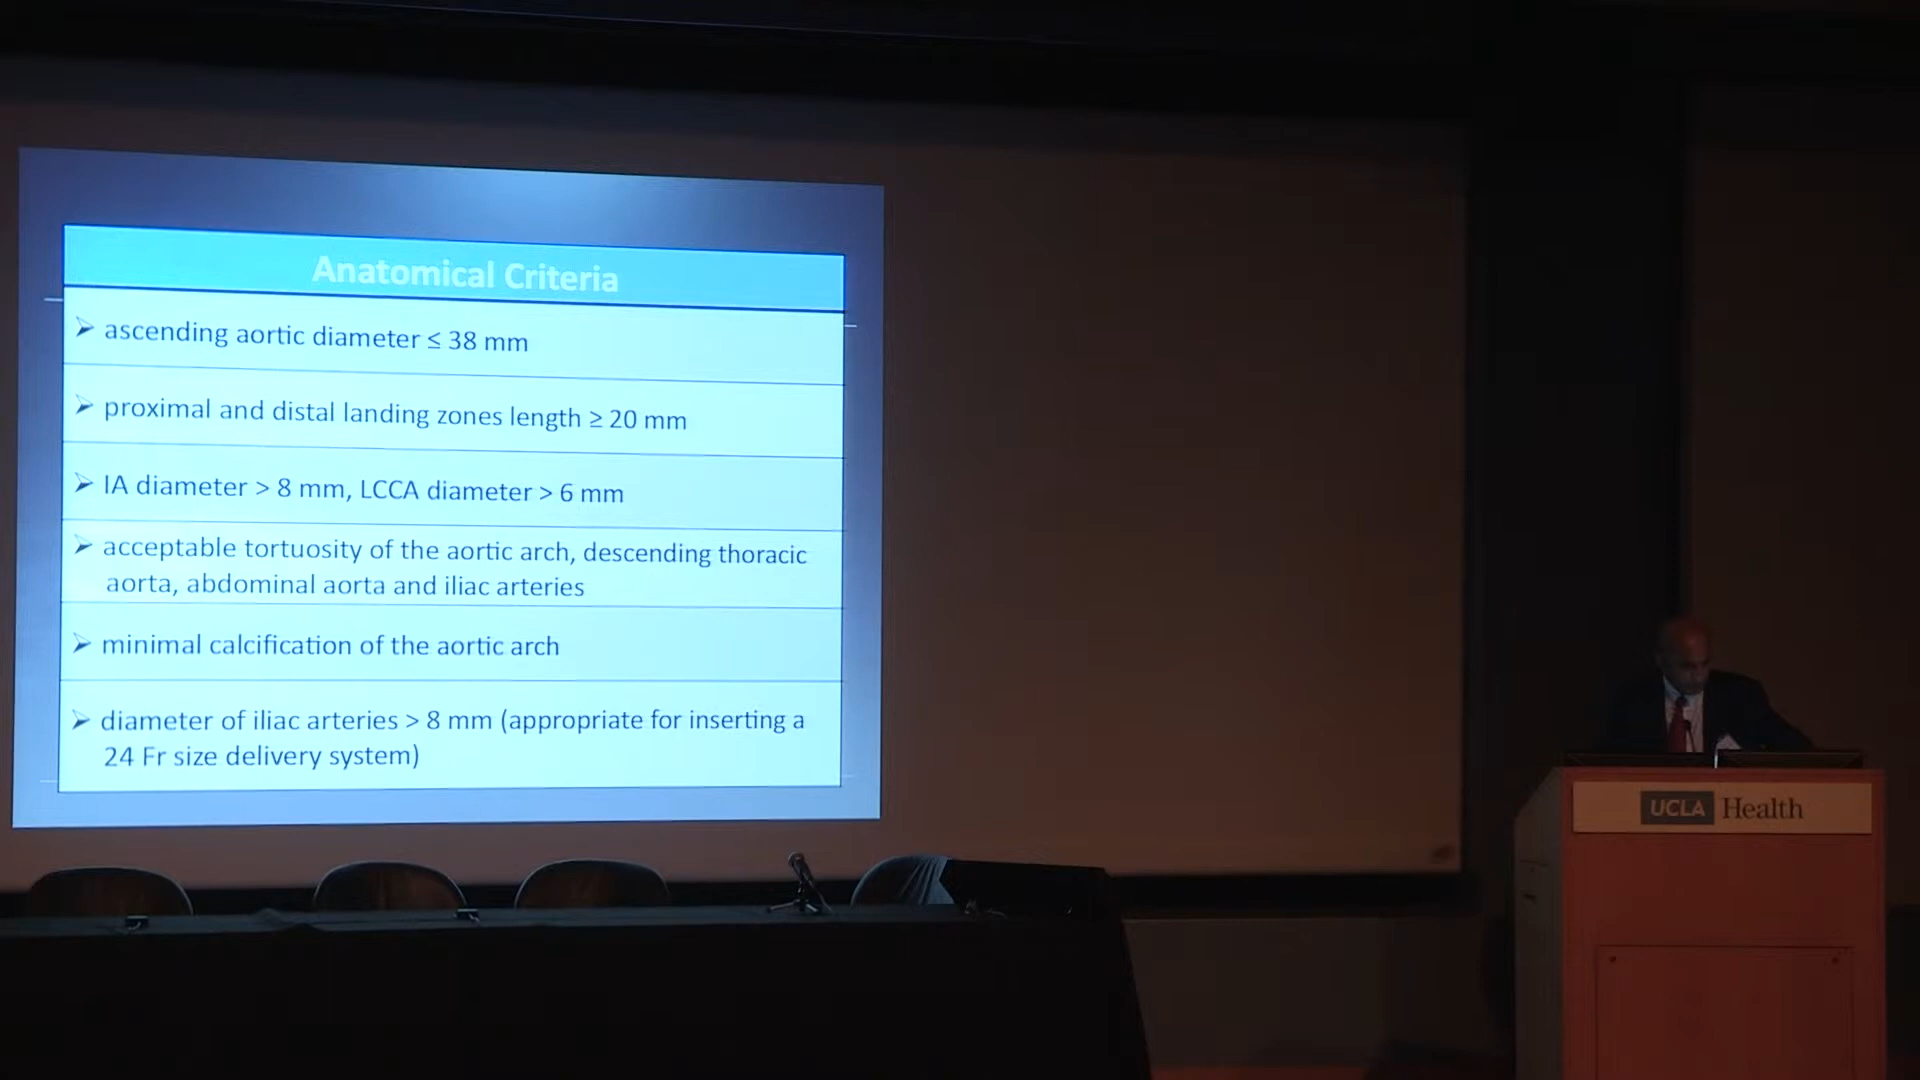 Anatomical Criteria
➢ ascending aortic diameter ≤ 38 mm
➢ proximal and distal landing zones length ≥ 20 mm
➢ IA diameter > 8 mm, LCCA diameter > 6 mm
➢ acceptable tortuosity of the aortic arch, descending thoracic
aorta, abdominal aorta and iliac arteries
➢ minimal calcification of the aortic arch
➢ diameter of iliac arteries > 8 mm (appropriate for inserting a
24 Fr size delivery system)
UCLA Health